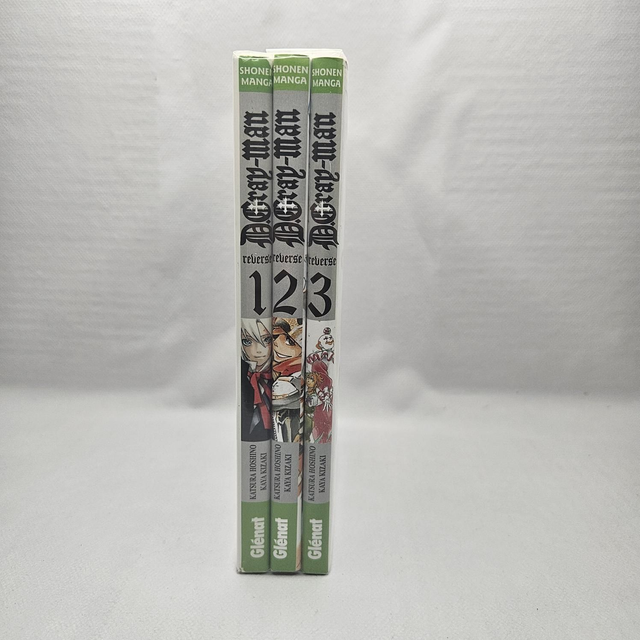 SHONEN
MANGA
D.Gray-man
reverse
1
KATSURA HOSHINO
KAYA KIZAKI
Glénat
SHONEN
MANGA
D.Gray-man
reverse
2
KATSURA HOSHINO
KAYA KIZAKI
Glénat
SHONEN
MANGA
D.Gray-man
reverse
3
KATSURA HOSHINO
KAYA KIZAKI
Glénat